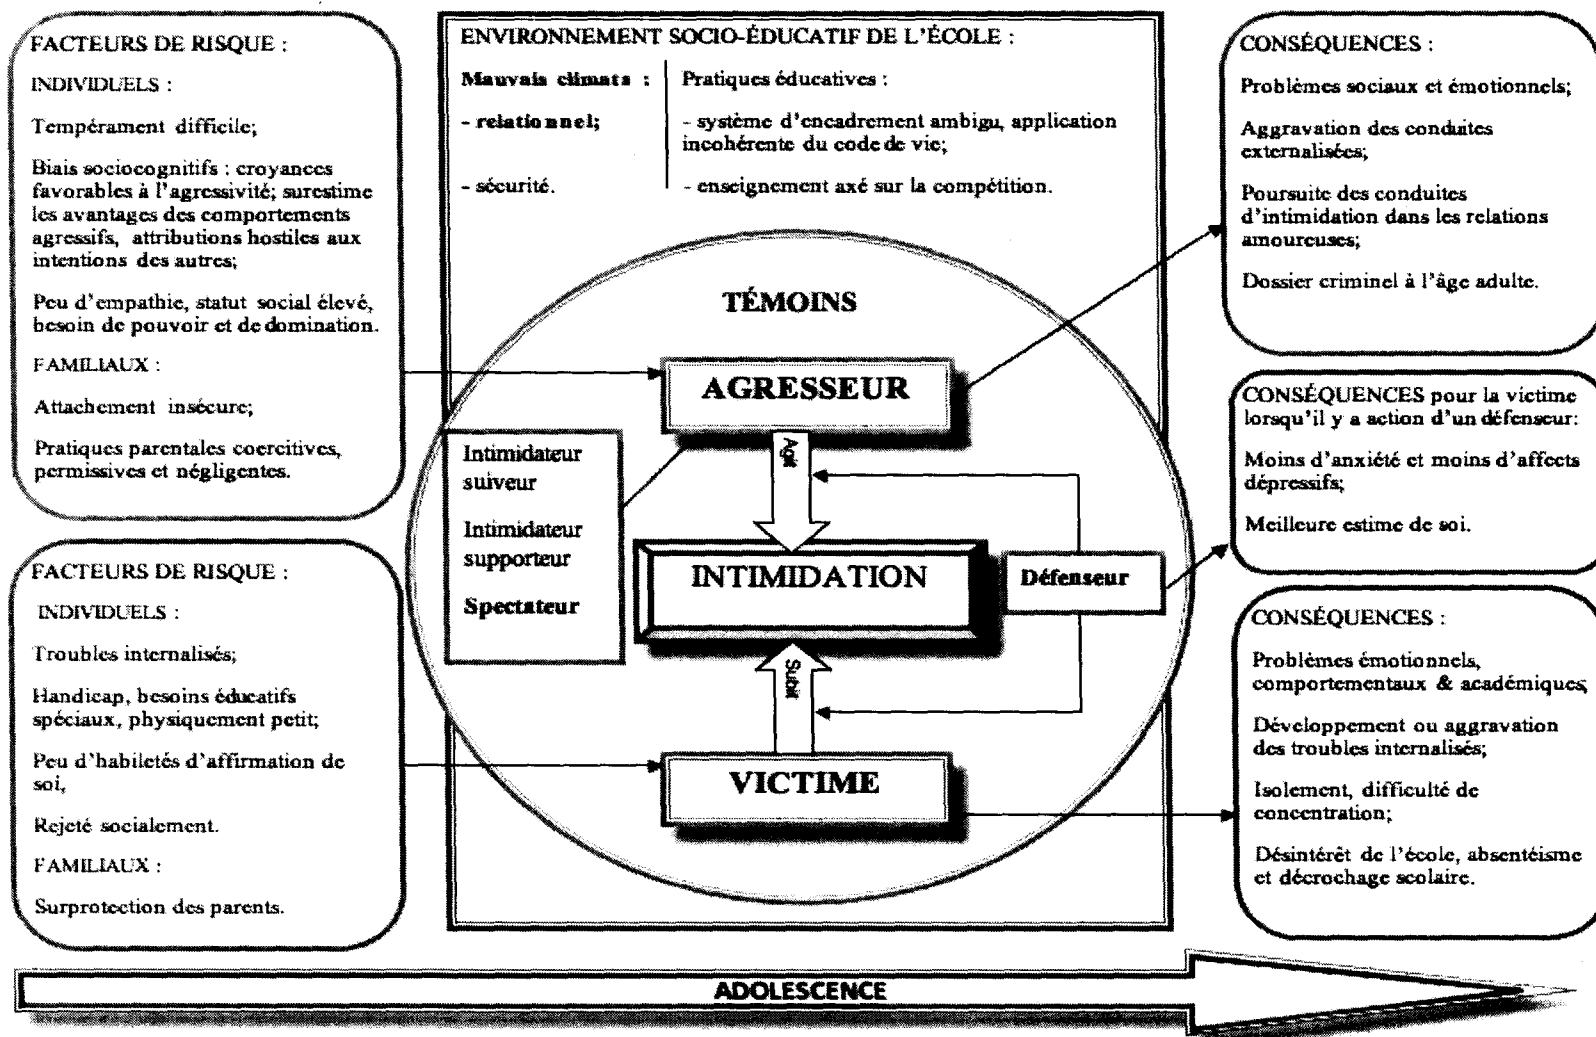 FACTEURS DE RISQUE :
INDIVIDUELS :
Tempérament difficile;
Biais sociocognitifs : croyances
favorables à l'agressivité; surestime
les avantages des comportements
agressifs, attributions hostiles aux
intentions des autres;
Peu d'empathie, statut social élevé,
besoin de pouvoir et de domination.
FAMILIAUX :
Attachement insécure;
Pratiques parentales coercitives,
permissives et négligentes.
FACTEURS DE RISQUE :
INDIVIDUELS :
Troubles internalisés;
Handicap, besoins éducatifs
spéciaux, physiquement petit;
Peu d'habiletés d'affirmation de
soi,
Rejeté socialement.
FAMILIAUX :
Surprotection des parents.
ENVIRONNEMENT SOCIO-ÉDUCATIF DE L'ÉCOLE :
Mauvais climats :
- relationnel;
- sécurité.
Pratiques éducatives :
- système d'encadrement ambigu, application
incohérente du code de vie;
- enseignement axé sur la compétition.
TÉMOINS
AGRESSEUR
Agit
Intimidateur
suiveur
Intimidateur
supporteur
Spectateur
INTIMIDATION
Défenseur
Subit
VICTIME
CONSÉQUENCES :
Problèmes sociaux et émotionnels;
Aggravation des conduites
externalisées;
Poursuite des conduites
d'intimidation dans les relations
amoureuses;
Dossier criminel à l'âge adulte.
CONSÉQUENCES pour la victime
lorsqu'il y a action d'un défenseur:
Moins d'anxiété et moins d'affects
dépressifs;
Meilleure estime de soi.
CONSÉQUENCES :
Problèmes émotionnels,
comportementaux & académiques;
Développement ou aggravation
des troubles internalisés;
Isolement, difficulté de
concentration;
Désintérêt de l'école, absentéisme
et décrochage scolaire.
ADOLESCENCE